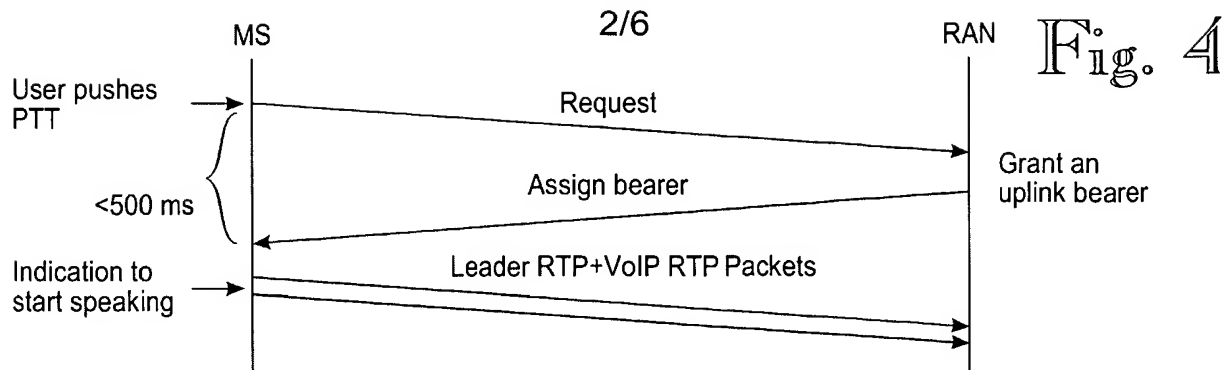 2/6
Fig. 4
MS
RAN
User pushes
PTT
Request
Grant an
uplink bearer
Assign bearer
<500 ms
Leader RTP+VoIP RTP Packets
Indication to
start speaking